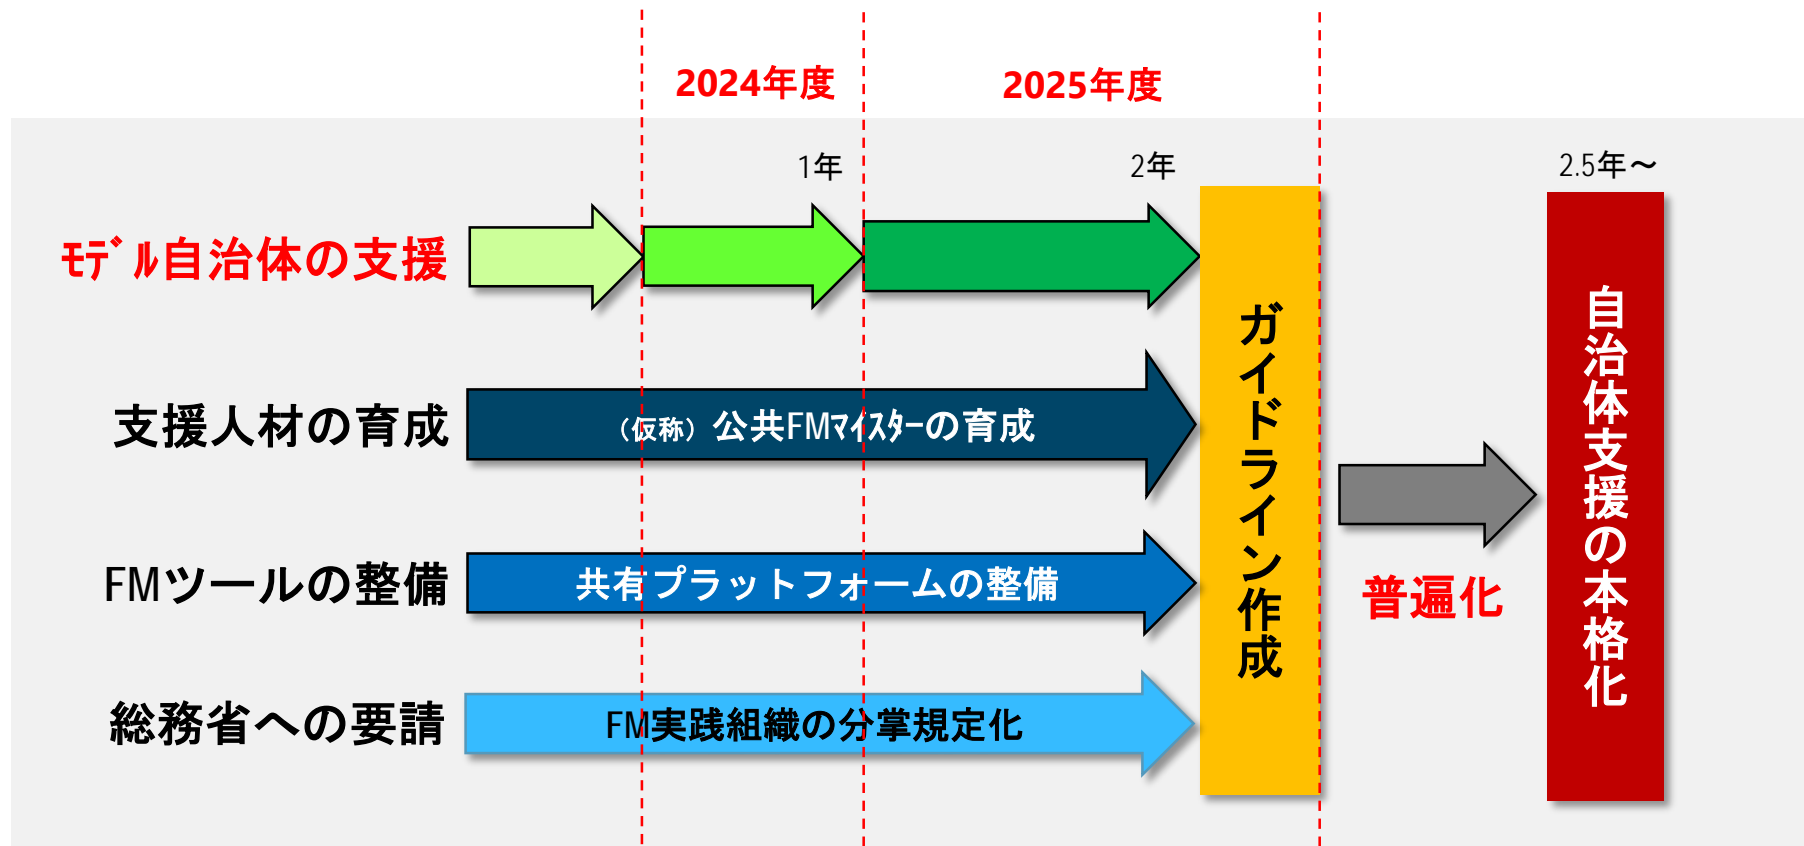 2024年度
2025年度
1年
2年
2.5年～
ﾓﾃﾞﾙ自治体の支援
支援人材の育成
（仮称）公共FMﾏｲｽﾀｰの育成
FMツールの整備
共有プラットフォームの整備
総務省への要請
FM実践組織の分掌規定化
ガイドライン作成
普遍化
自治体支援の本格化